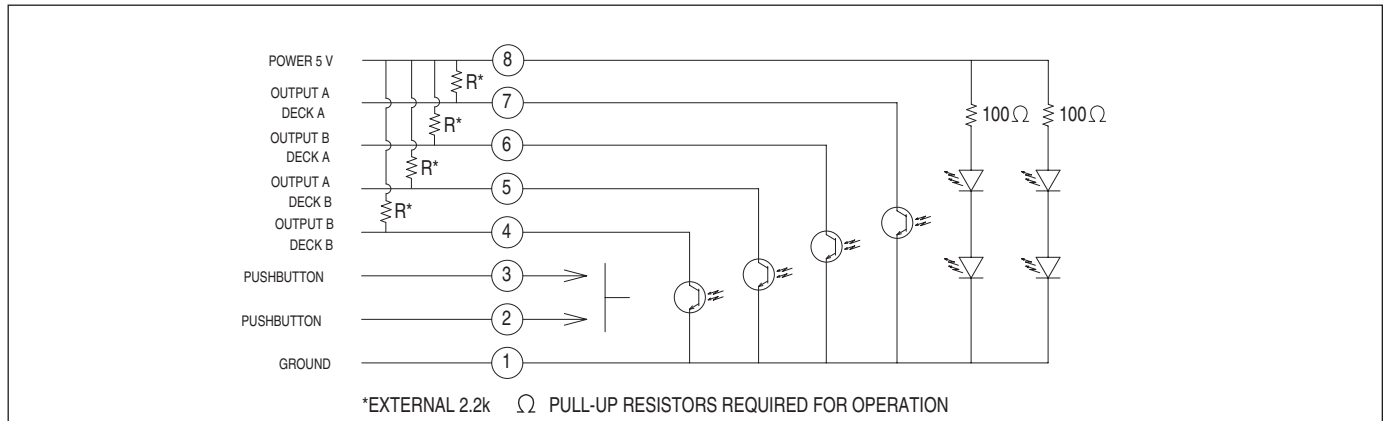 POWER 5 V 8
R*
OUTPUT A
DECK A
7
100Ω 100Ω
R*
OUTPUT B
DECK A
6
R*
OUTPUT A
DECK B
5
R*
OUTPUT B
DECK B
4
PUSHBUTTON 3
PUSHBUTTON 2
GROUND 1
*EXTERNAL 2.2k Ω PULL-UP RESISTORS REQUIRED FOR OPERATION